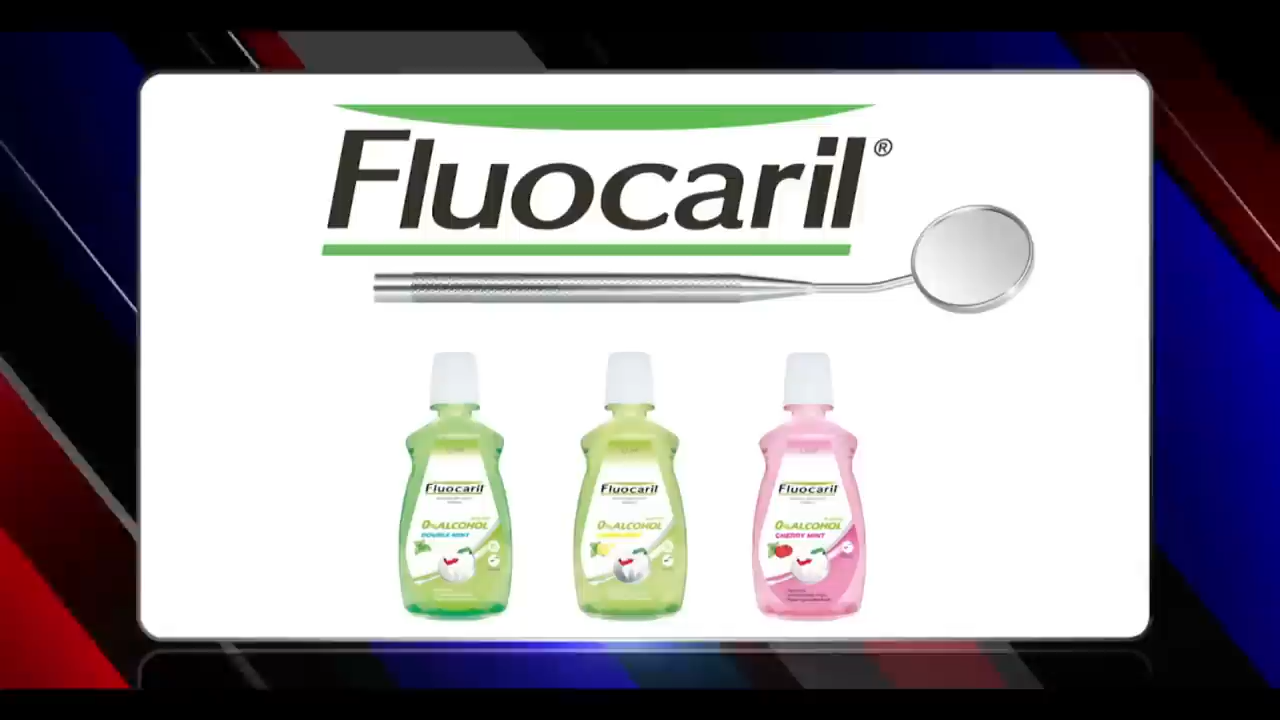 Fluocaril®
Fluocaril
0% ALCOHOL
DOUBLE MINT
Fluocaril
0% ALCOHOL
Fluocaril
0% ALCOHOL
CHERRY MINT